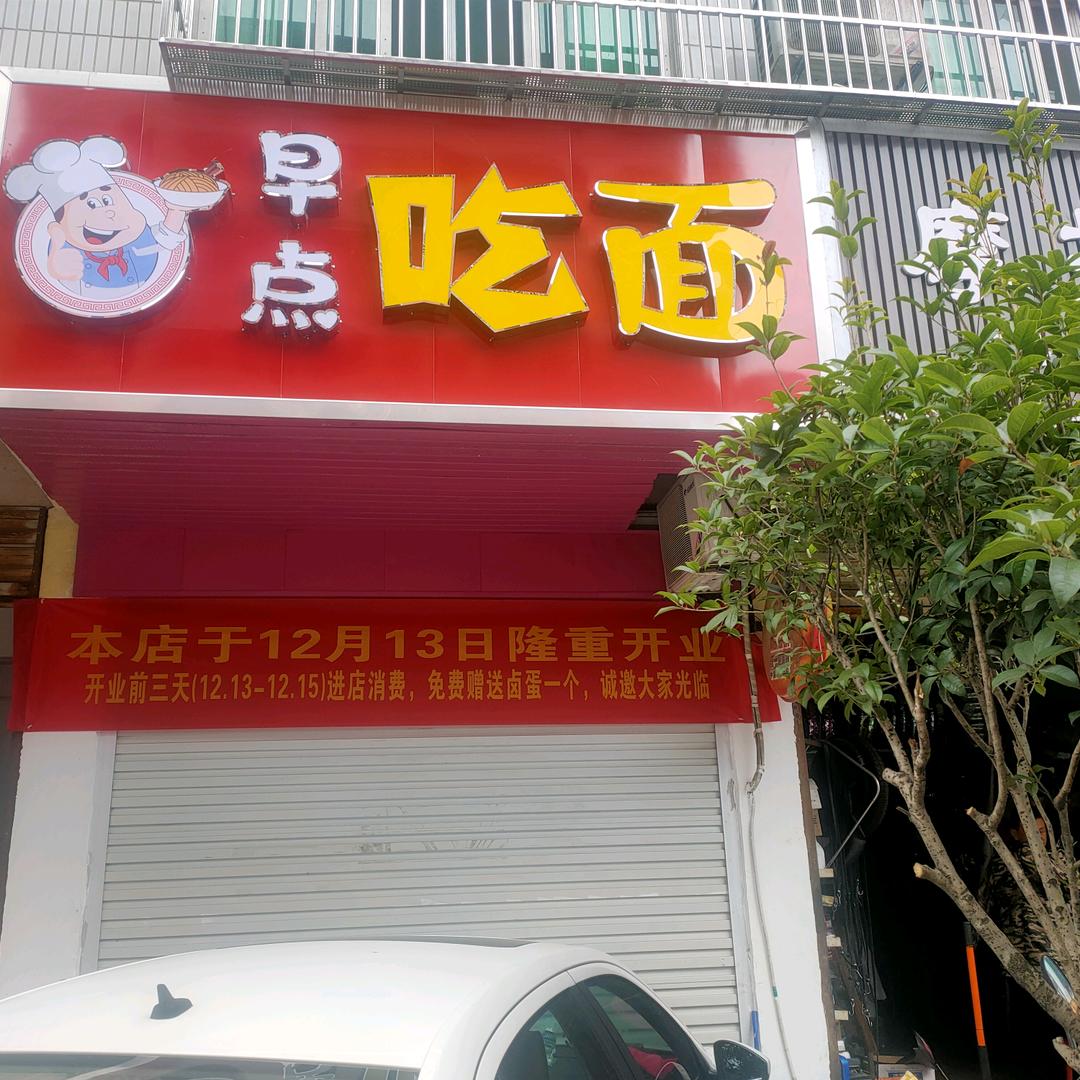 早点
吃面
本店于12月13日隆重开业
开业前三天(12.13-12.15)进店消费，免费赠送卤蛋一个，诚邀大家光临